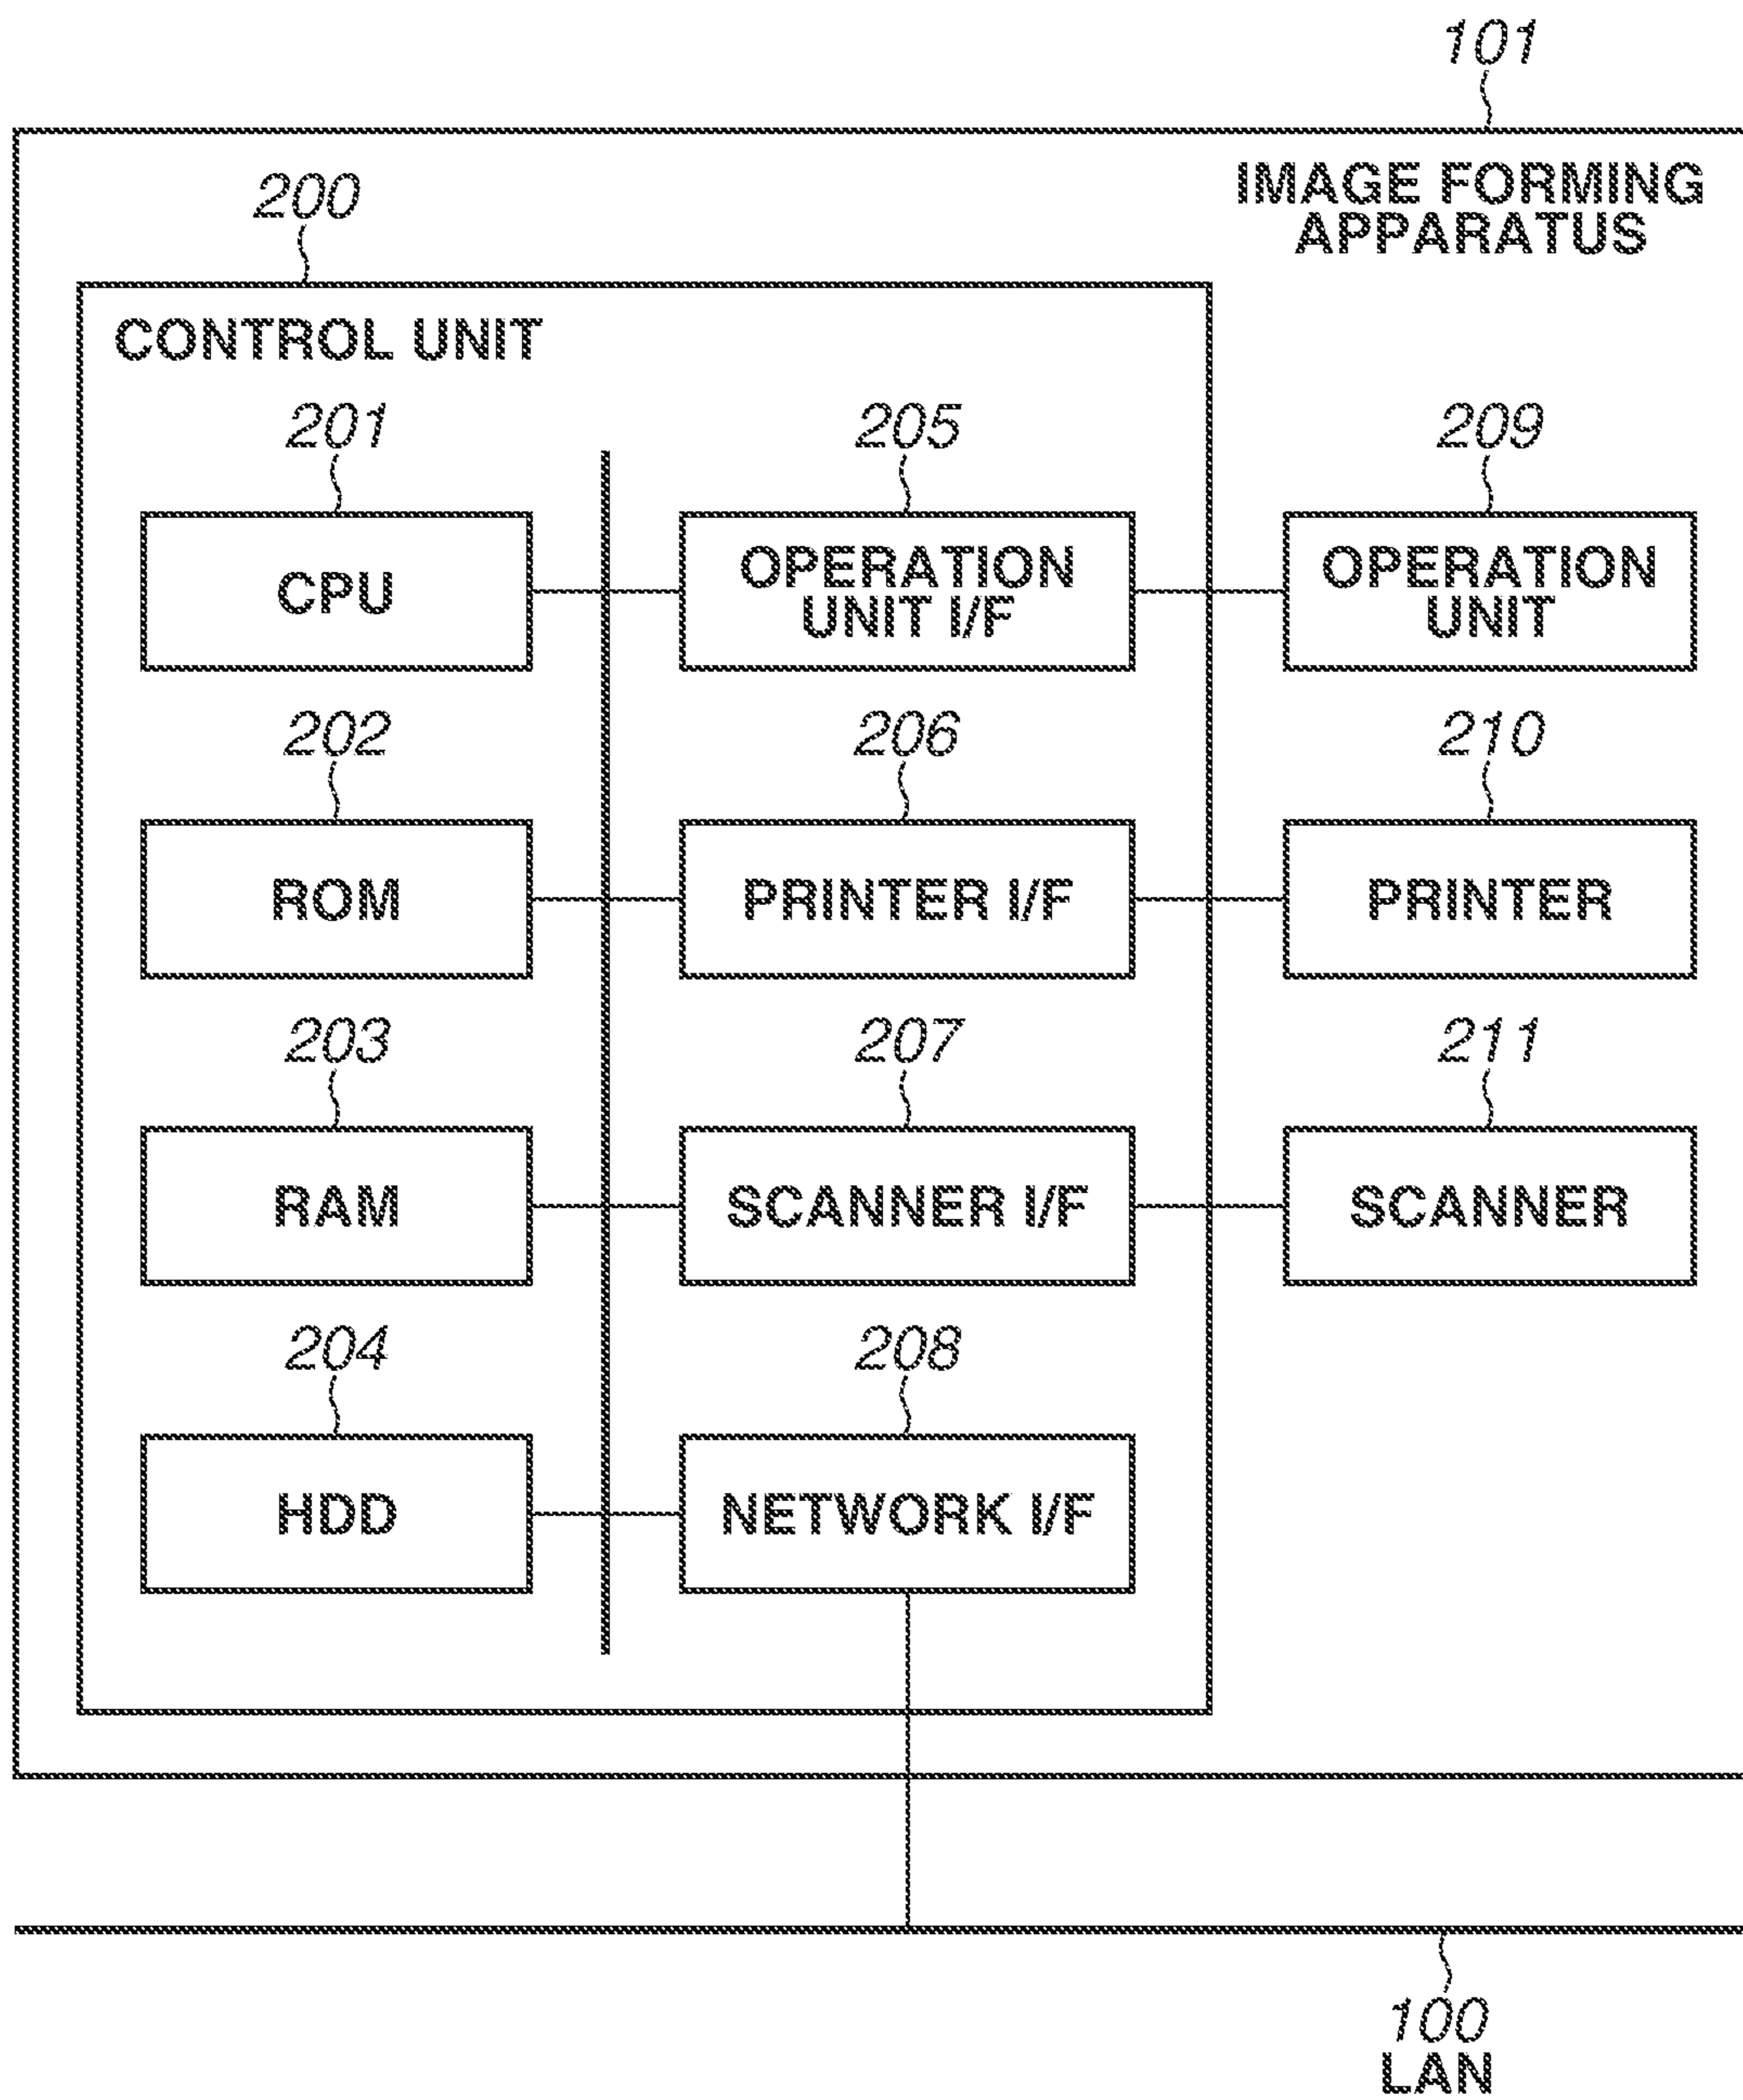 101
IMAGE FORMING
APPARATUS
200
CONTROL UNIT
201
205
209
CPU
OPERATION
UNIT I/F
OPERATION
UNIT
202
206
210
ROM
PRINTER I/F
PRINTER
203
207
211
RAM
SCANNER I/F
SCANNER
204
208
HDD
NETWORK I/F
100
LAN